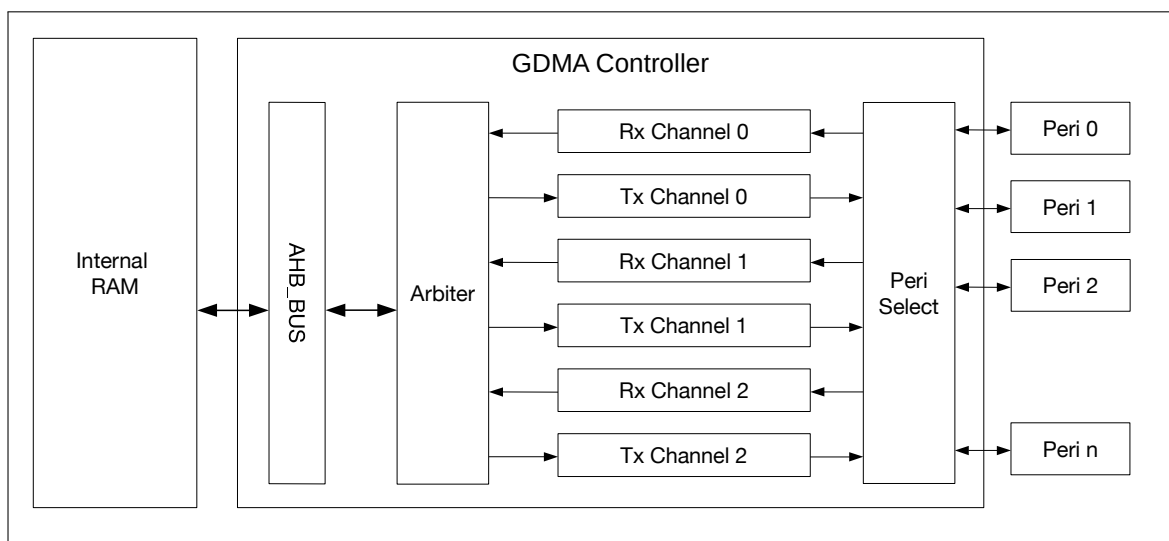 GDMA Controller
Internal
RAM
AHB_BUS
Arbiter
Rx Channel 0
Tx Channel 0
Rx Channel 1
Tx Channel 1
Rx Channel 2
Tx Channel 2
Peri
Select
Peri 0
Peri 1
Peri 2
Peri n